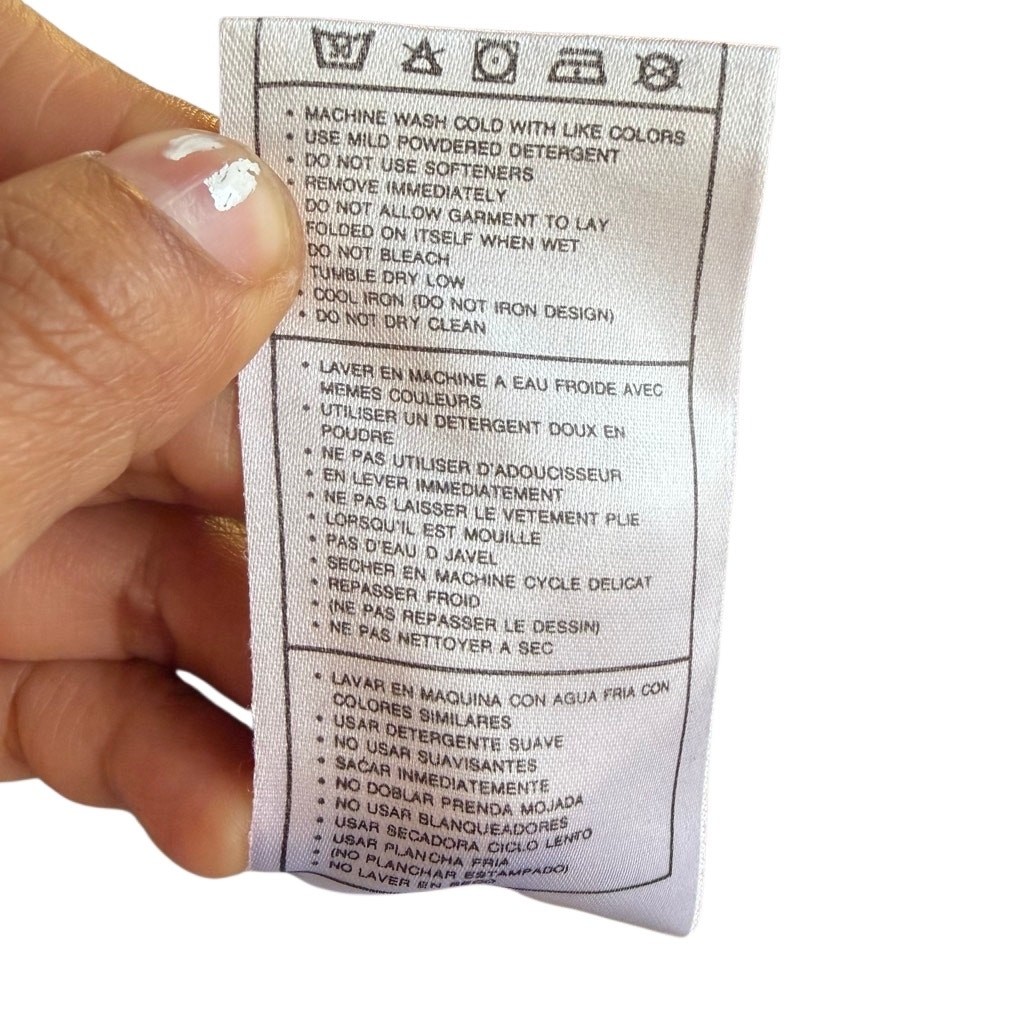 30
• MACHINE WASH COLD WITH LIKE COLORS
• USE MILD POWDERED DETERGENT
• DO NOT USE SOFTENERS
• REMOVE IMMEDIATELY
DO NOT ALLOW GARMENT TO LAY
FOLDED ON ITSELF WHEN WET
DO NOT BLEACH
TUMBLE DRY LOW
• COOL IRON (DO NOT IRON DESIGN)
• DO NOT DRY CLEAN
• LAVER EN MACHINE A EAU FROIDE AVEC
MEMES COULEURS
• UTILISER UN DETERGENT DOUX EN
POUDRE
• NE PAS UTILISER D'ADOUCISSEUR
• EN LEVER IMMEDIATEMENT
• NE PAS LAISSER LE VETEMENT PLIE
• LORSQU'IL EST MOUILLE
• PAS D'EAU D JAVEL
• SECHER EN MACHINE CYCLE DELICAT
• REPASSER FROID
• (NE PAS REPASSER LE DESSIN)
• NE PAS NETTOYER A SEC
• LAVAR EN MAQUINA CON AGUA FRIA CON
COLORES SIMILARES
• USAR DETERGENTE SUAVE
• NO USAR SUAVISANTES
• SACAR INMEDIATEMENTE
• NO DOBLAR PRENDA MOJADA
• NO USAR BLANQUEADORES
• USAR SECADORA CICLO LENTO
• USAR PLANCHA FRIA
• (NO PLANCHAR ESTAMPADO)
• NO LAVER EN